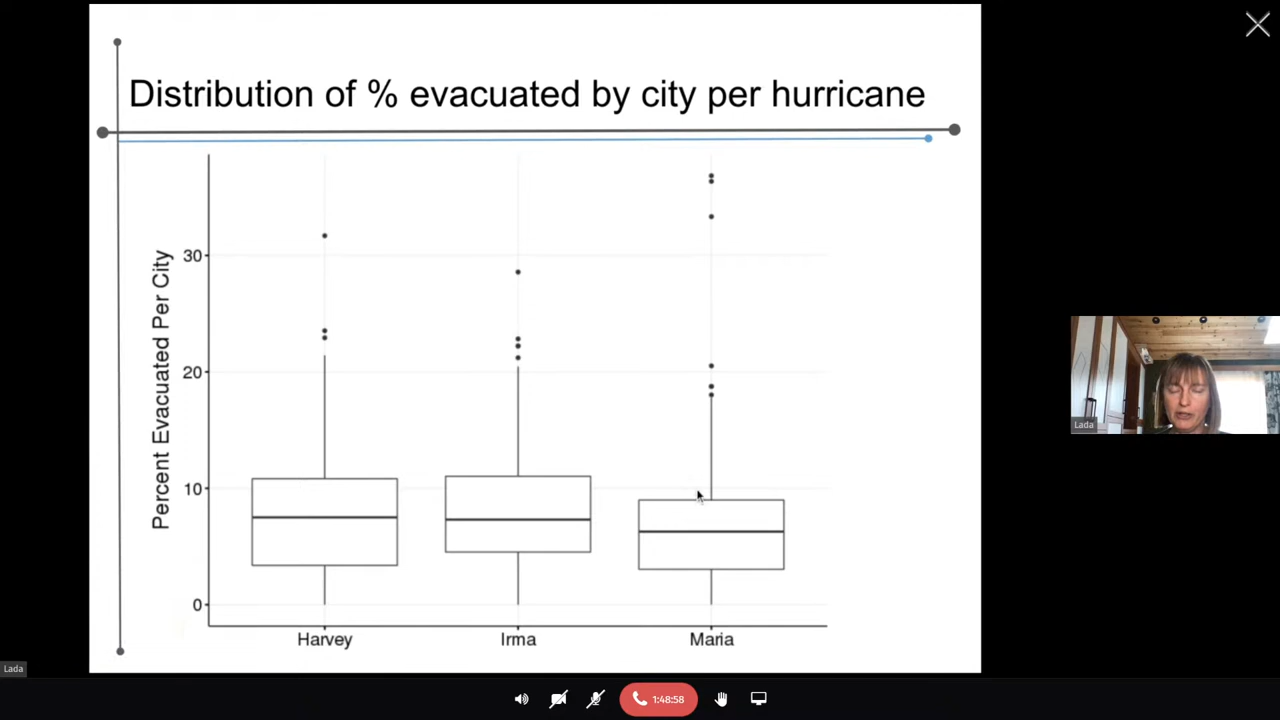 Distribution of % evacuated by city per hurricane
Percent Evacuated Per City
30
20
10
0
Harvey
Irma
Maria
Lada
Lada
1:48:58